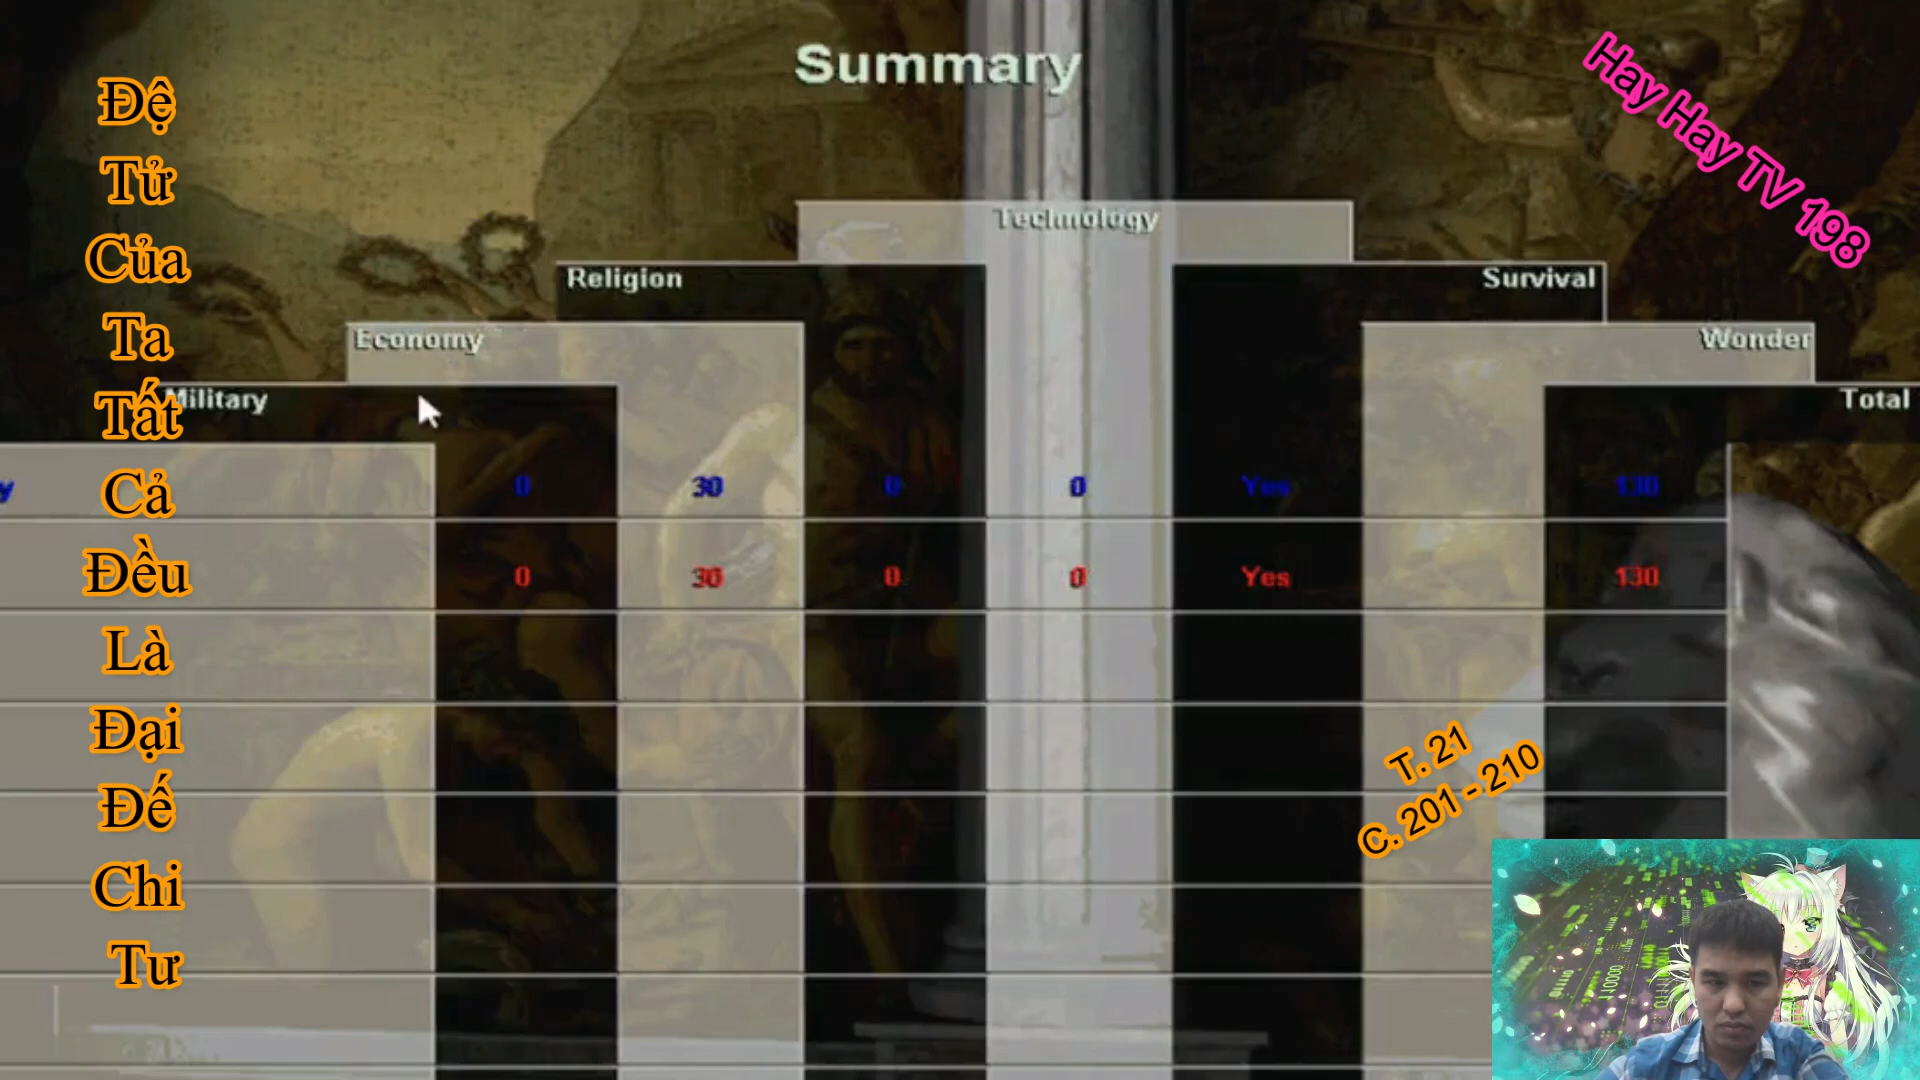 Summary
Hay Hay TV 198
Technology
Religion
Survival
Economy
Wonder
Military
Total
y 0 30 0 0 Yes 130
0 30 0 0 Yes 130
Đệ
Tử
Của
Ta
Tất
Cả
Đều
Là
Đại
Đế
Chi
Tư
T. 21
C. 201 - 210